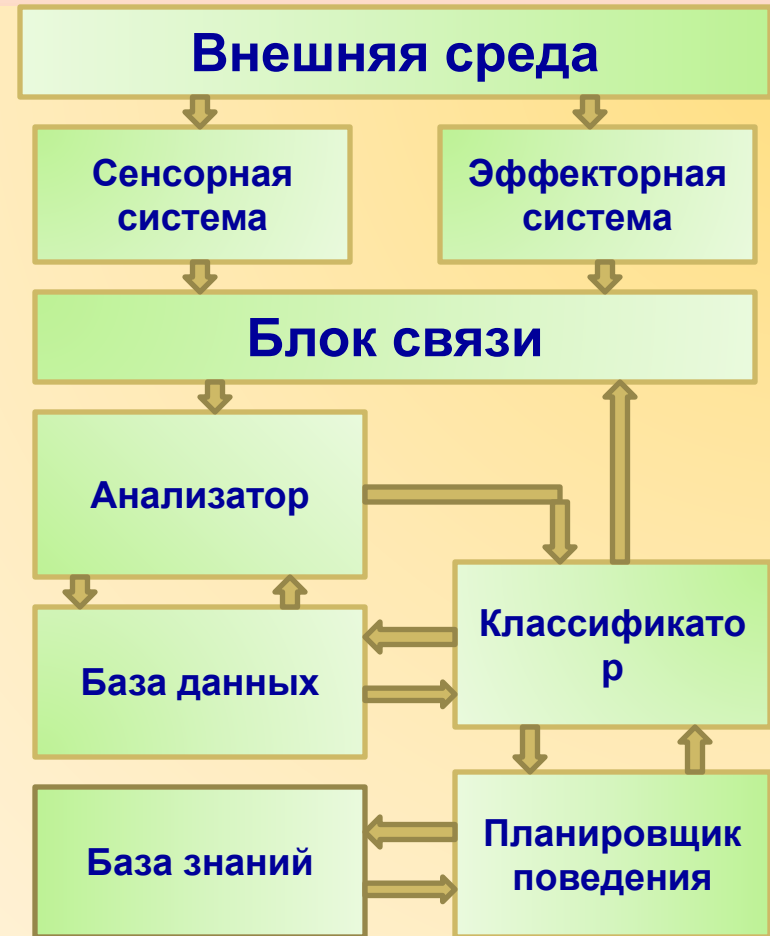 Внешняя среда
Сенсорная
система
Эффекторная
система
Блок связи
Анализатор
Классификато
р
База данных
База знаний
Планировщик
поведения